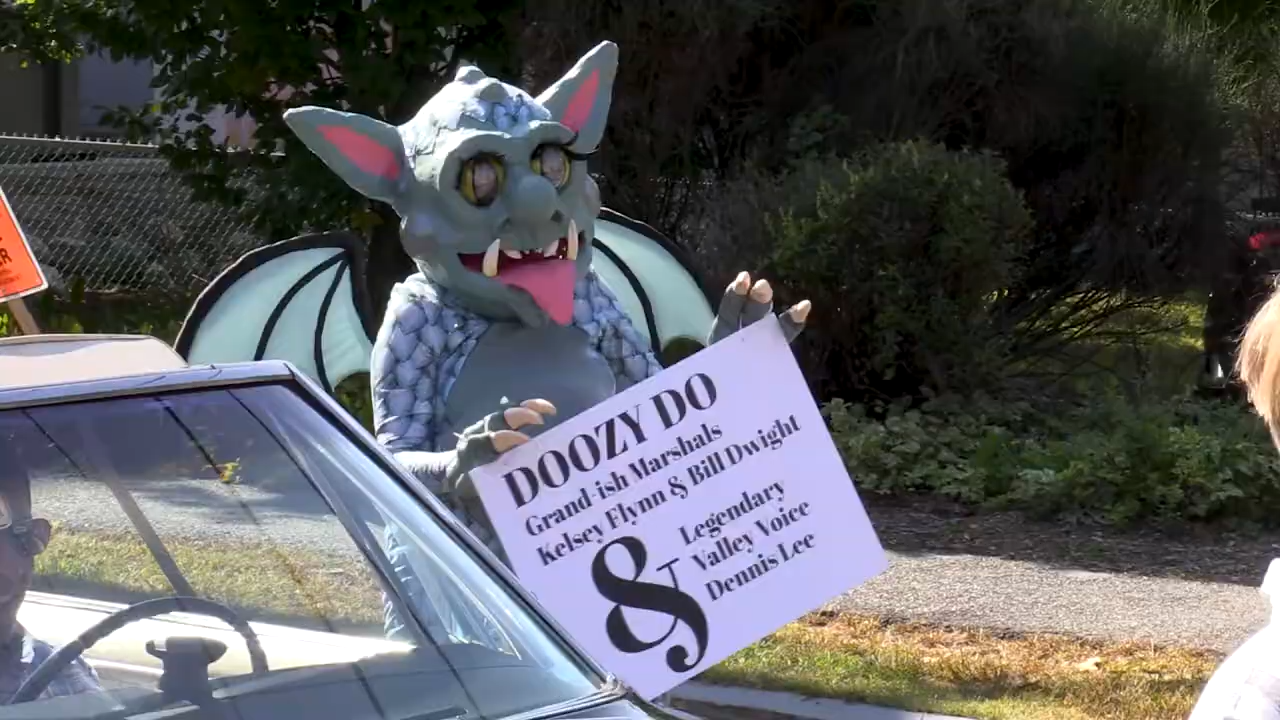 DOOZY DO
Grand-ish Marshals
Kelsey Flynn & Bill Dwight
&
Legendary
Valley Voice
Dennis Lee